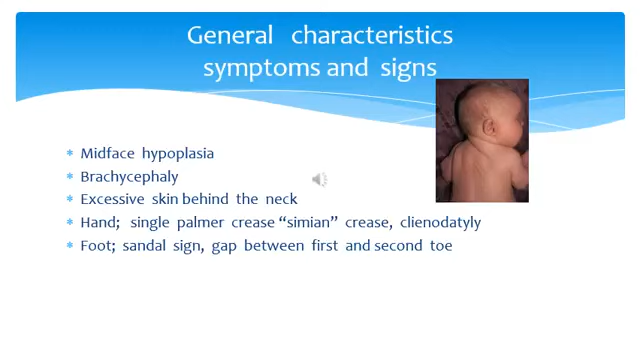 General characteristics
symptoms and signs
* Midface hypoplasia
* Brachycephaly
* Excessive skin behind the neck
* Hand; single palmer crease “simian” crease, clienodatyly
* Foot; sandal sign, gap between first and second toe